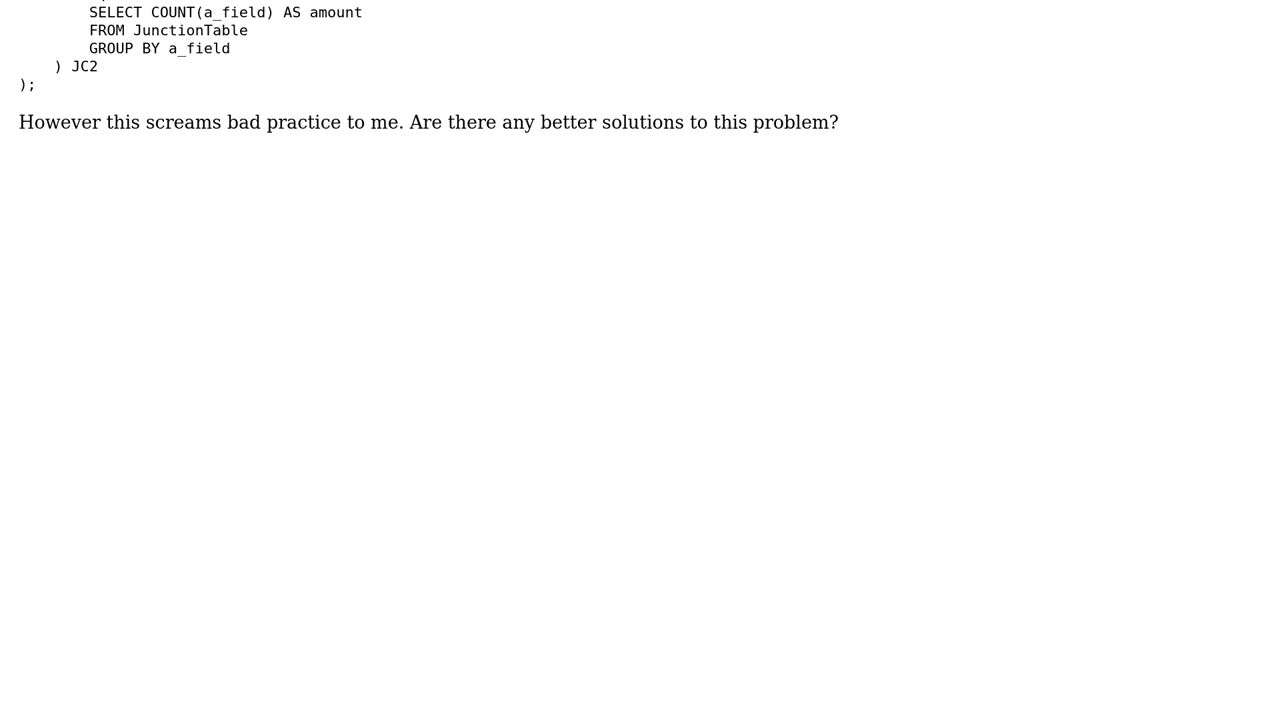 SELECT COUNT(a_field) AS amount
FROM JunctionTable
GROUP BY a_field
) JC2
);
However this screams bad practice to me. Are there any better solutions to this problem?